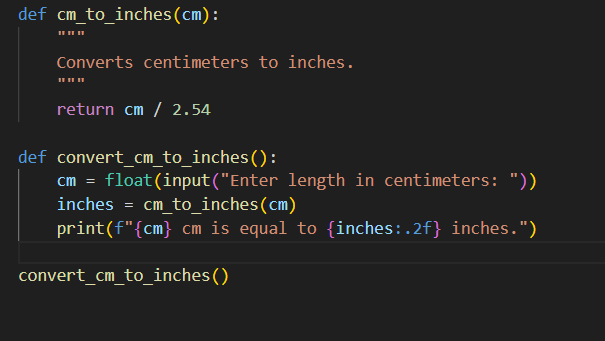 def cm_to_inches(cm):
    """
    Converts centimeters to inches.
    """
    return cm / 2.54

def convert_cm_to_inches():
    cm = float(input("Enter length in centimeters: "))
    inches = cm_to_inches(cm)
    print(f"{cm} cm is equal to {inches:.2f} inches.")

convert_cm_to_inches()